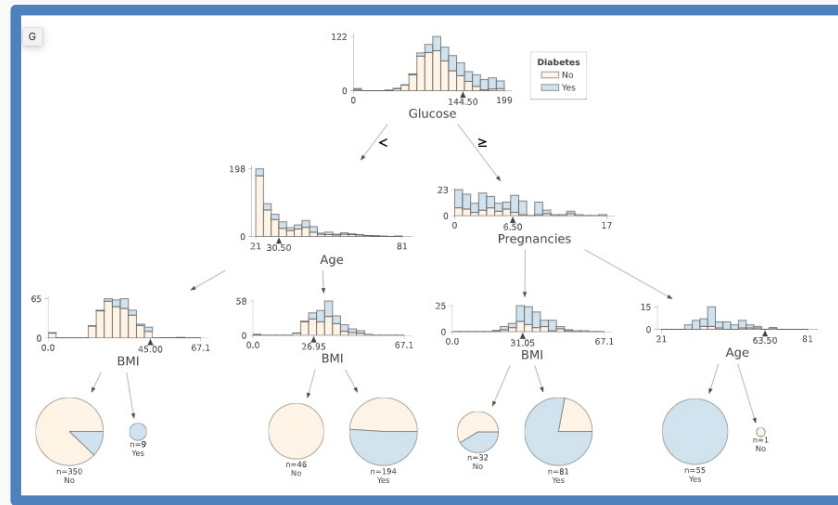 G
122
Diabetes
No
Yes
0
144.50
199
Glucose
<
≥
198
0
21
30.50
81
Age
23
0
0
6.50
17
Pregnancies
65
0
0.0
45.00
67.1
BMI
58
0
0.0
26.95
67.1
BMI
25
0
0.0
31.05
67.1
BMI
15
0
21
63.50
81
Age
n=350
No
n=9
Yes
n=46
No
n=194
Yes
n=32
No
n=81
Yes
n=55
Yes
n=1
No